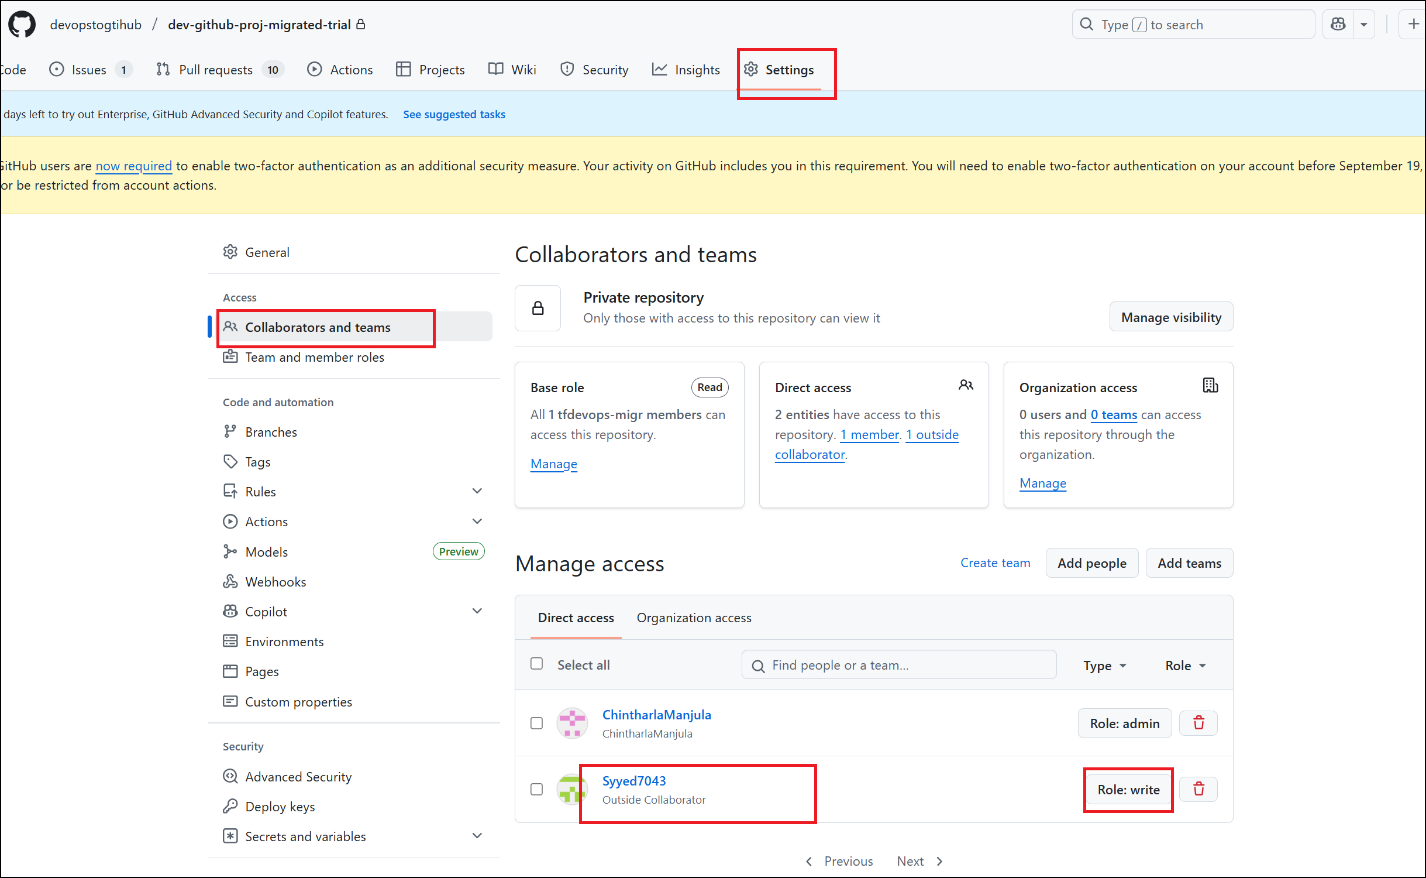 devopstogtihub / dev-github-proj-migrated-trial
Type / to search
ode Issues 1 Pull requests 10 Actions Projects Wiki Security Insights Settings
days left to try out Enterprise, GitHub Advanced Security and Copilot features. See suggested tasks
GitHub users are now required to enable two-factor authentication as an additional security measure. Your activity on GitHub includes you in this requirement. You will need to enable two-factor authentication on your account before September 19,
or be restricted from account actions.
General
Access
Collaborators and teams
Team and member roles
Code and automation
Branches
Tags
Rules
Actions
Models Preview
Webhooks
Copilot
Environments
Pages
Custom properties
Security
Advanced Security
Deploy keys
Secrets and variables
Collaborators and teams
Private repository
Only those with access to this repository can view it
Manage visibility
Base role Read
All 1 tfdevops-migr members can
access this repository.
Manage
Direct access
2 entities have access to this
repository. 1 member. 1 outside
collaborator.
Organization access
0 users and 0 teams can access
this repository through the
organization.
Manage
Manage access
Create team Add people Add teams
Direct access Organization access
Select all Find people or a team... Type Role
ChintharlaManjula
ChintharlaManjula
Role: admin
Syyed7043
Outside Collaborator
Role: write
Previous Next